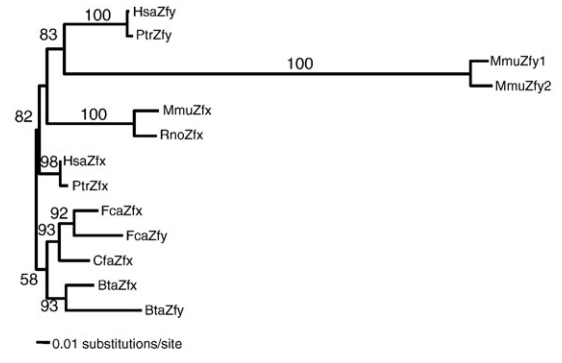 100
HsaZfy
83
PtrZfy
100
MmuZfy1
MmuZfy2
82
100
MmuZfx
RnoZfx
98
HsaZfx
PtrZfx
92
FcaZfx
93
FcaZfy
CfaZfx
58
BtaZfx
93
BtaZfy
0.01 substitutions/site